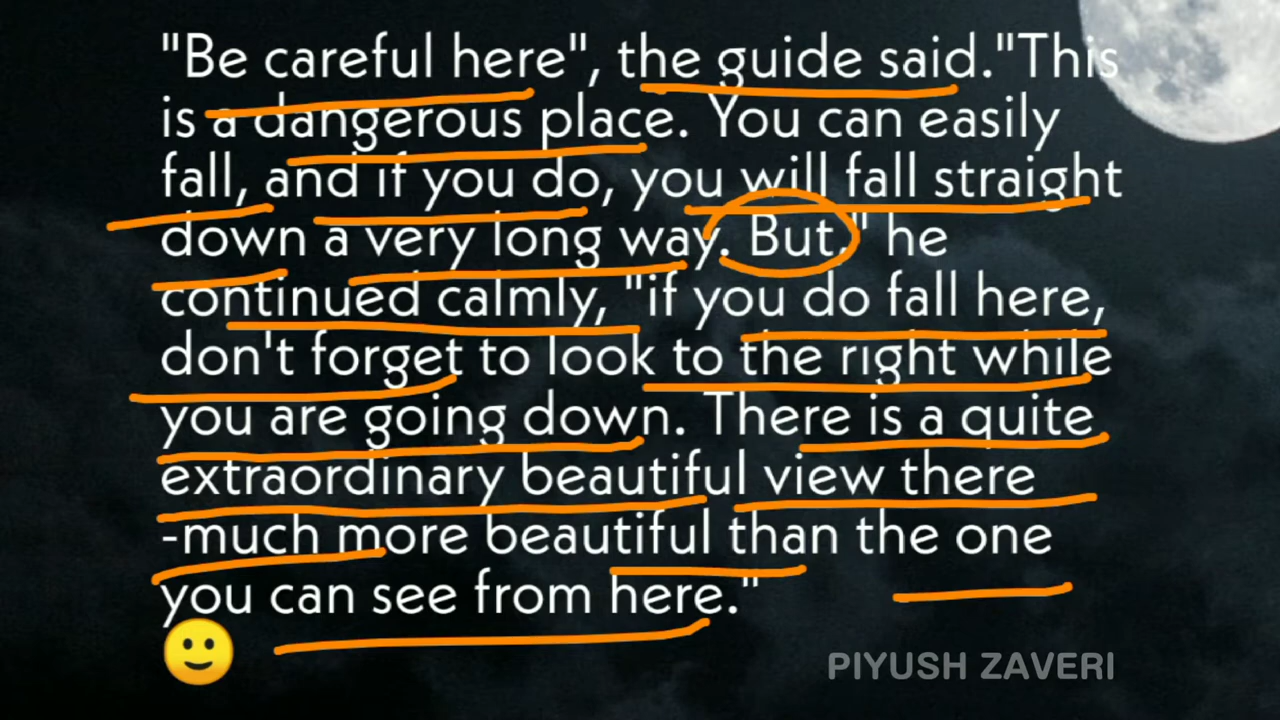 "Be careful here", the guide said."This
is a dangerous place. You can easily
fall, and if you do, you will fall straight
down a very long way. But," he
continued calmly, "if you do fall here,
don't forget to look to the right while
you are going down. There is a quite
extraordinary beautiful view there
-much more beautiful than the one
you can see from here."
PIYUSH ZAVERI